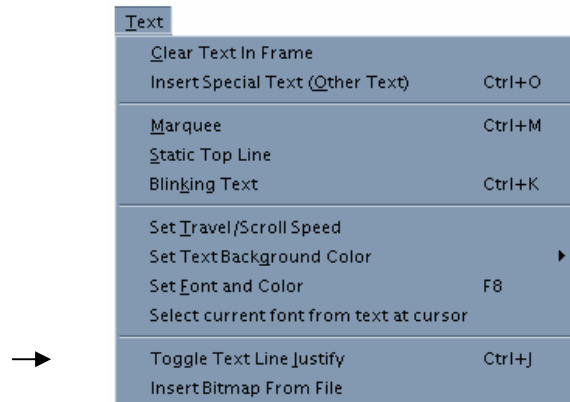 Text
Clear Text In Frame
Insert Special Text (Other Text) Ctrl+O
Marquee Ctrl+M
Static Top Line
Blinking Text Ctrl+K
Set Travel/Scroll Speed
Set Text Background Color
Set Font and Color F8
Select current font from text at cursor
Toggle Text Line Justify Ctrl+J
Insert Bitmap From File